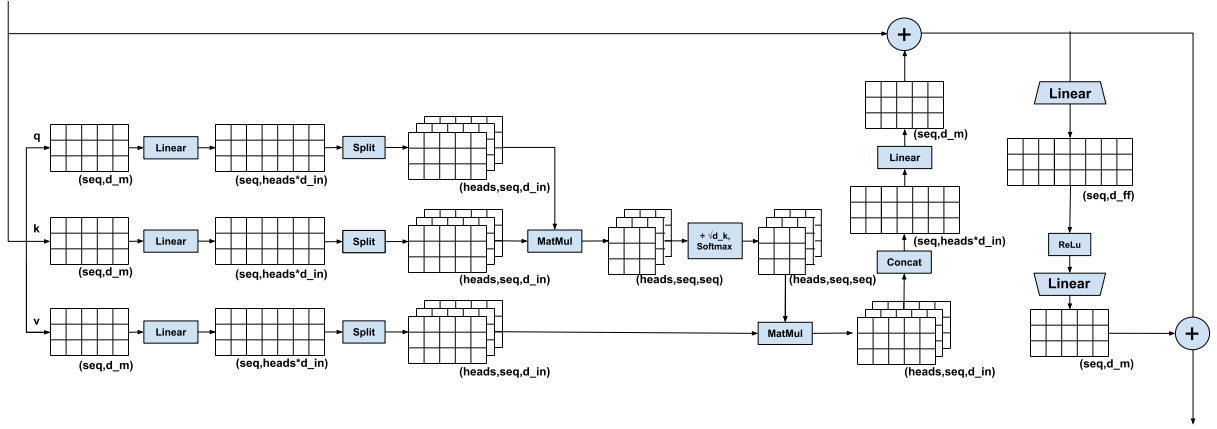 q
Linear
Split
(seq,d_m)
(seq,heads*d_in)
(heads,seq,d_in)
k
Linear
Split
(seq,d_m)
(seq,heads*d_in)
(heads,seq,d_in)
MatMul
(heads,seq,seq)
÷ √d_k,
Softmax
(heads,seq,seq)
v
Linear
Split
(seq,d_m)
(seq,heads*d_in)
(heads,seq,d_in)
MatMul
(heads,seq,d_in)
Concat
(seq,heads*d_in)
Linear
(seq,d_m)
+
Linear
(seq,d_ff)
ReLu
Linear
(seq,d_m)
+